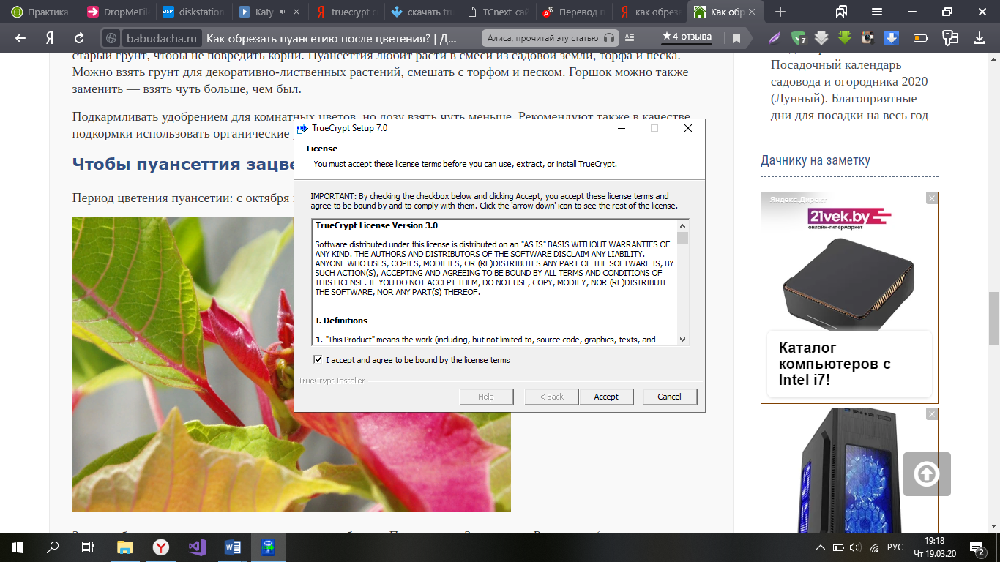 Практика -
DropMeFil
diskstation
Katy
truecrypt с
скачать tru
TCnext-сай
Перевод п
как обреза
Как обр
babudacha.ru
Как обрезать пуансетию после цветения? | Д...
Алиса, прочитай эту статью
★4 отзыва
7
старый грунт, чтобы не повредить корни. Пуансеттия любит расти в смеси из садовой земли, торфа и песка.
Можно взять грунт для декоративно-лиственных растений, смешать с торфом и песком. Горшок можно также
заменить — взять чуть больше, чем был.
Подкармливать удобрением для комнатных цветов, но дозу взять чуть меньше. Рекомендуют также в качестве
подкормки использовать органические
Чтобы пуансеттия зацве
Период цветения пуансетии: с октября
TrueCrypt Setup 7.0
License
You must accept these license terms before you can use, extract, or install TrueCrypt.
IMPORTANT: By checking the checkbox below and clicking Accept, you accept these license terms and
agree to be bound by and to comply with them. Click the 'arrow down' icon to see the rest of the license.
TrueCrypt License Version 3.0
Software distributed under this license is distributed on an "AS IS" BASIS WITHOUT WARRANTIES OF
ANY KIND. THE AUTHORS AND DISTRIBUTORS OF THE SOFTWARE DISCLAIM ANY LIABILITY.
ANYONE WHO USES, COPIES, MODIFIES, OR (RE)DISTRIBUTES ANY PART OF THE SOFTWARE IS, BY
SUCH ACTION(S), ACCEPTING AND AGREEING TO BE BOUND BY ALL TERMS AND CONDITIONS OF
THIS LICENSE. IF YOU DO NOT ACCEPT THEM, DO NOT USE, COPY, MODIFY, NOR (RE)DISTRIBUTE
THE SOFTWARE, NOR ANY PART(S) THEREOF.
I. Definitions
1. "This Product" means the work (including, but not limited to, source code, graphics, texts, and
I accept and agree to be bound by the license terms
TrueCrypt Installer
Help
< Back
Accept
Cancel
Посадочный календарь
садовода и огородника 2020
(Лунный). Благоприятные
дни для посадки на весь год
Дачнику на заметку
Яндекс.Директ
21vek.by
онлайн-гипермаркет
Каталог
компьютеров с
Intel i7!
РУС
19:18
Чт 19.03.20
2